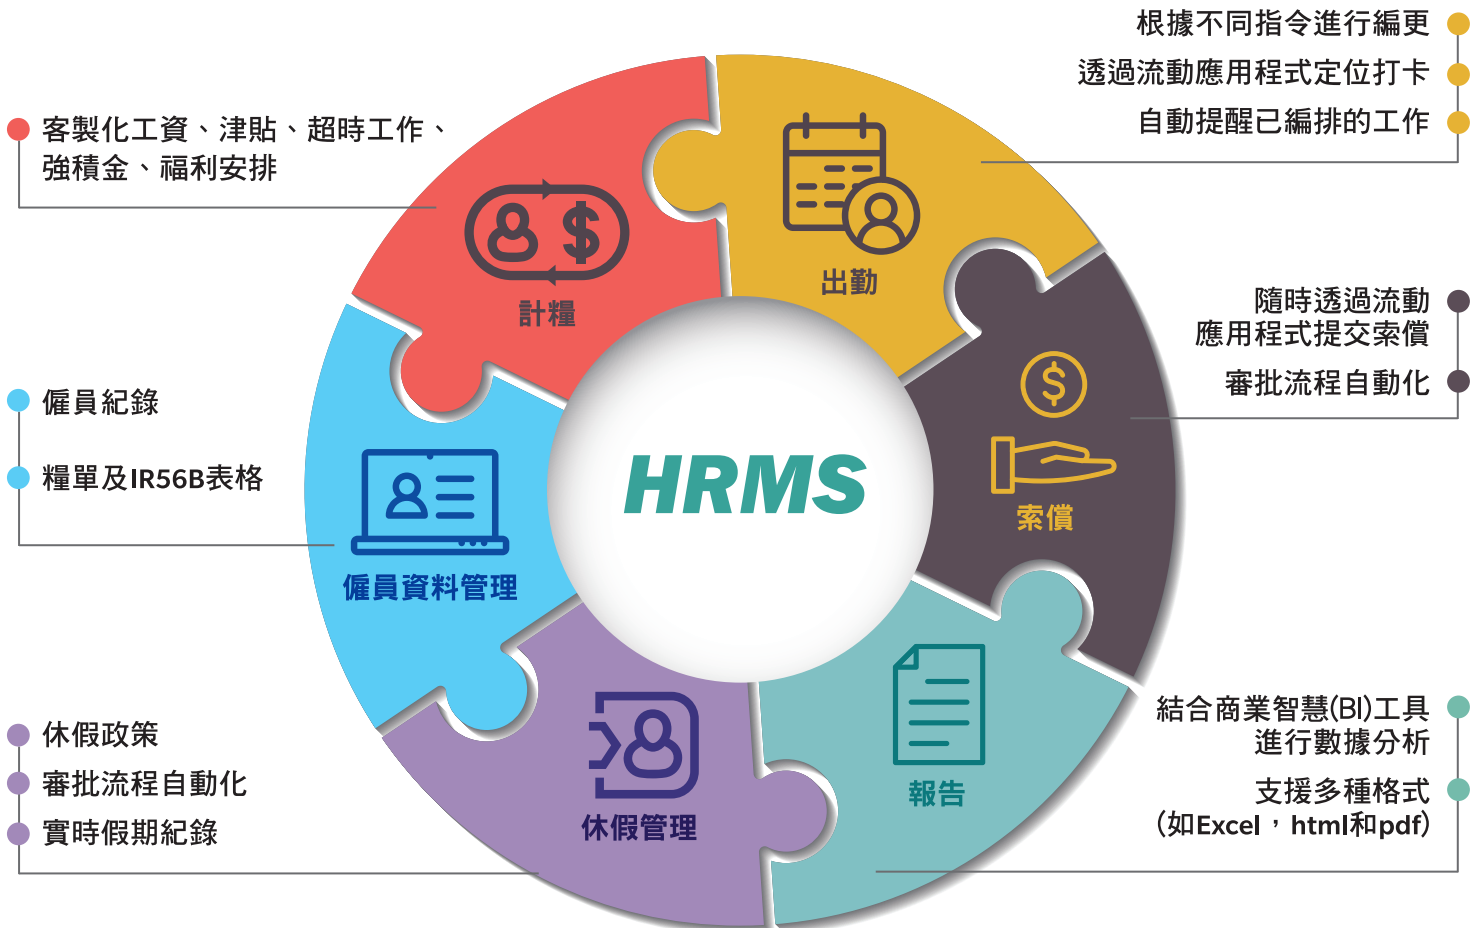 根據不同指令進行編更
透過流動應用程式定位打卡
自動提醒已編排的工作
客製化工資、津貼、超時工作、
強積金、福利安排
出勤
計糧
隨時透過流動
應用程式提交索償
審批流程自動化
僱員紀錄
糧單及IR56B表格
HRMS
索償
僱員資料管理
休假政策
審批流程自動化
實時假期紀錄
休假管理
報告
結合商業智慧(BI)工具
進行數據分析
支援多種格式
（如Excel，html和pdf）